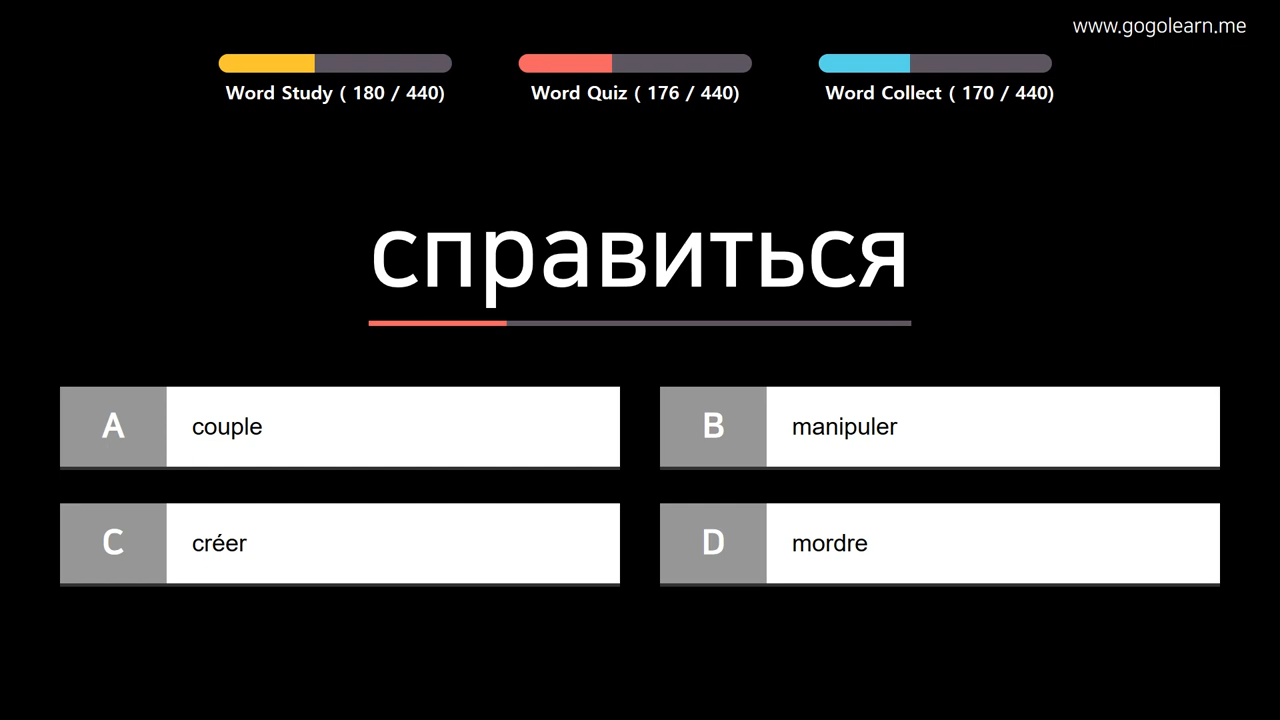 www.gogolearn.me
Word Study ( 180 / 440)
Word Quiz ( 176 / 440)
Word Collect ( 170 / 440)
справиться
A couple
B manipuler
C créer
D mordre